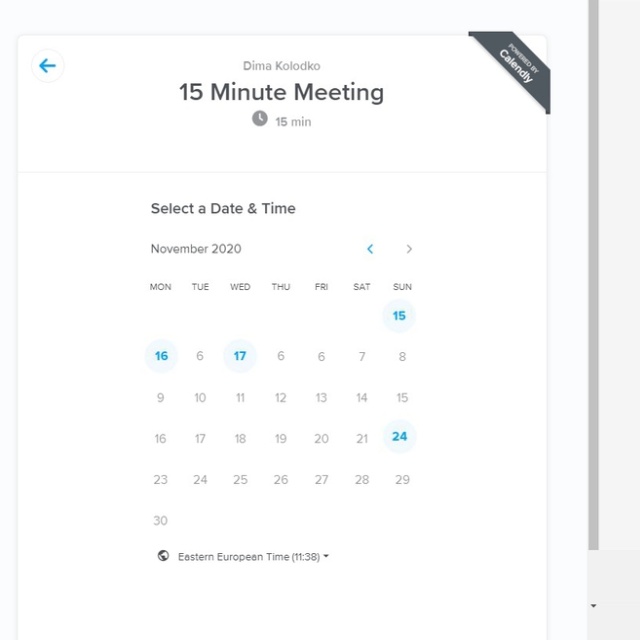 POWERED BY
Calendly
Dima Kolodko
15 Minute Meeting
15 min
Select a Date & Time
November 2020
MON TUE WED THU FRI SAT SUN
15
16 6 17 6 6 7 8
9 10 11 12 13 14 15
16 17 18 19 20 21 24
23 24 25 26 27 28 29
30
Eastern European Time (11:38)